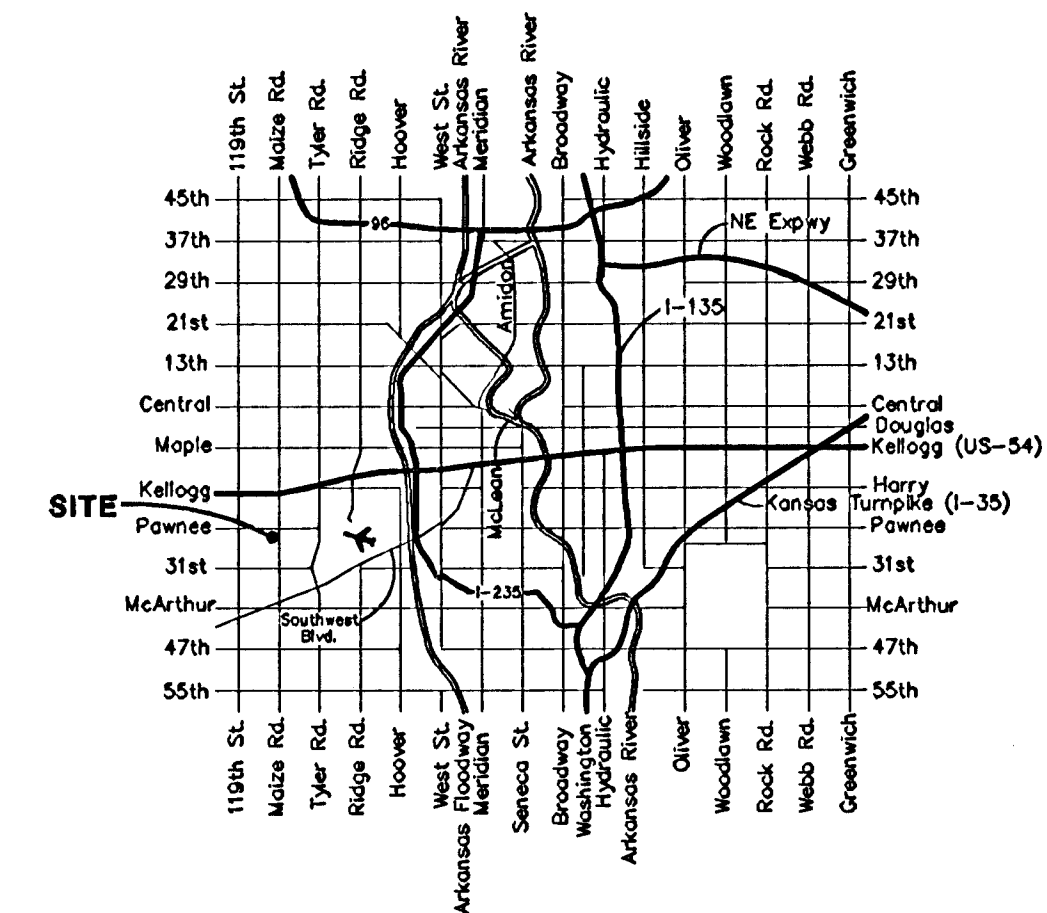 119th St.
Maize Rd.
Tyler Rd.
Ridge Rd.
Hoover
West St.
Arkansas River
Meridian
Arkansas River
Broadway
Hydraulic
Hillside
Oliver
Woodlawn
Rock Rd.
Webb Rd.
Greenwich
45th
45th
96
NE Expwy
37th
37th
29th
29th
Amidon
I-135
21st
21st
13th
13th
Central
Central
Douglas
Maple
Kellogg (US-54)
McLean
Kellogg
Harry
SITE
Kansas Turnpike (I-35)
Pawnee
Pawnee
31st
31st
I-235
McArthur
McArthur
Southwest
Blvd.
47th
47th
55th
55th
119th St.
Maize Rd.
Tyler Rd.
Ridge Rd.
Hoover
West St.
Arkansas Floodway
Meridian
Seneca St.
Broadway
Washington
Hydraulic
Arkansas River
Oliver
Woodlawn
Rock Rd.
Webb Rd.
Greenwich